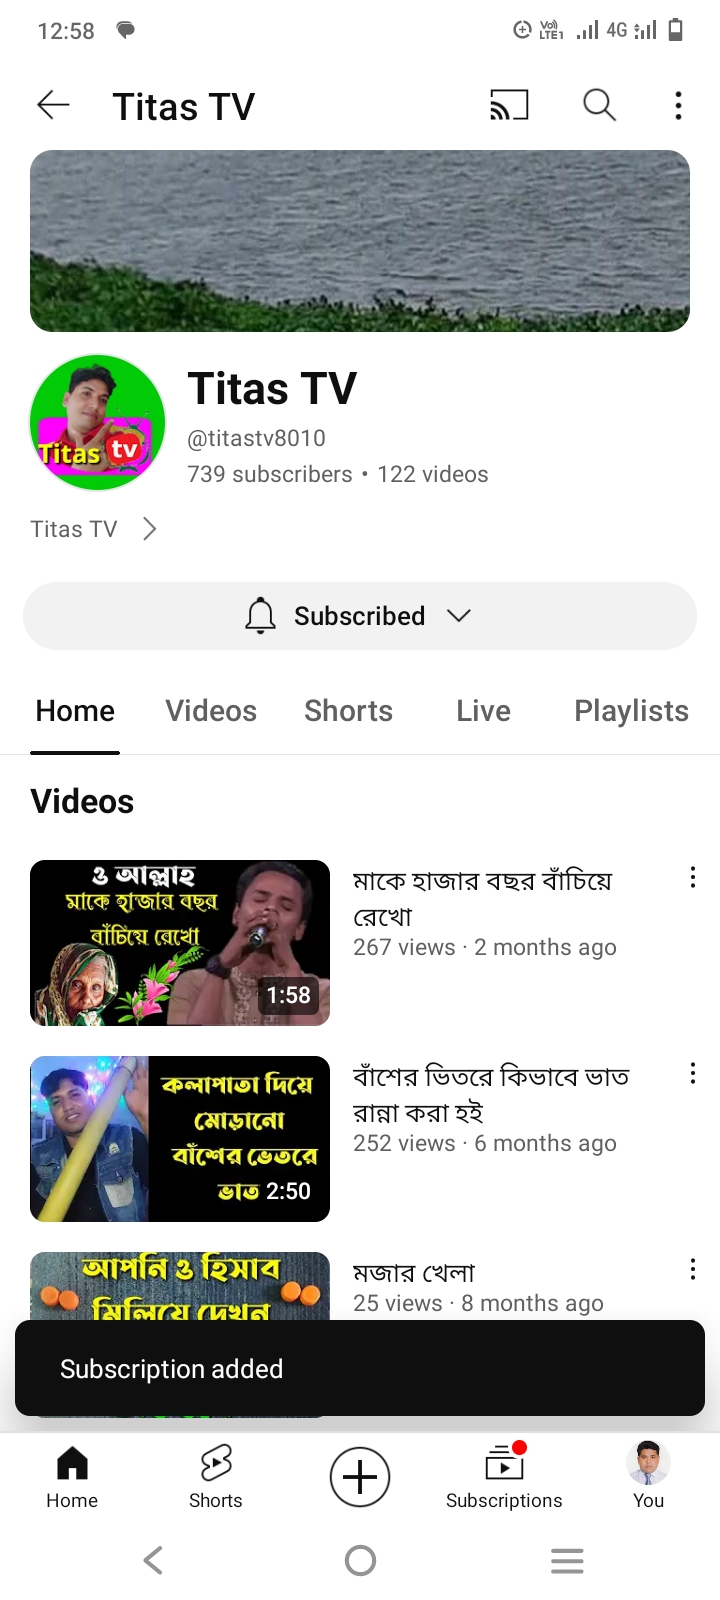 12:58
Vo) LTE1 4G
Titas TV
Titas tv
Titas TV
@titastv8010
739 subscribers • 122 videos
Titas TV
Subscribed
Home Videos Shorts Live Playlists
Videos
ও আল্লাহ
মাকে হাজার বছর
বাঁচিয়ে রেখো
1:58
মাকে হাজার বছর বাঁচিয়ে
রেখো
267 views · 2 months ago
কলাপাতা দিয়ে
মোড়ানো
বাঁশের ভেতরে
ভাত 2:50
বাঁশের ভিতরে কিভাবে ভাত
রান্না করা হই
252 views · 6 months ago
আপনি ও হিসাব
মিলিয়ে দেখুন
মজার খেলা
25 views · 8 months ago
Subscription added
Home Shorts Subscriptions You